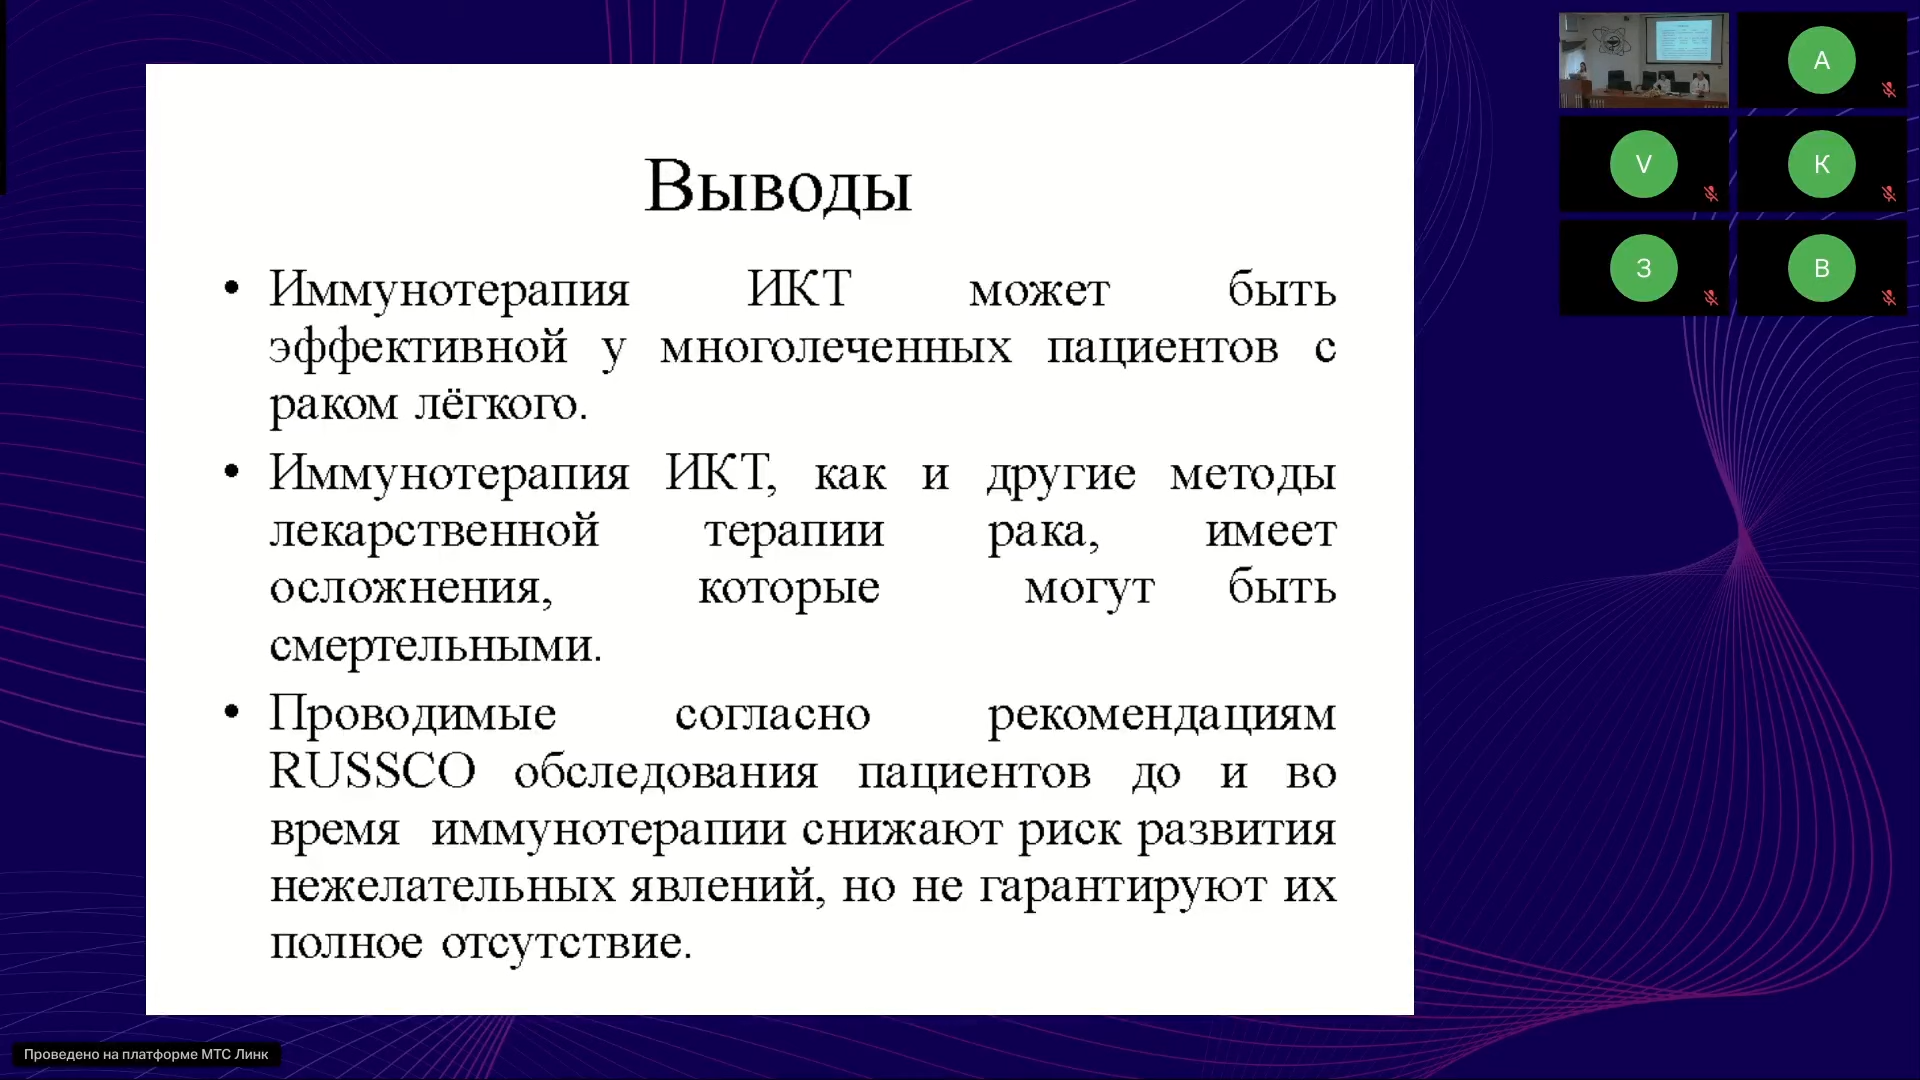 Выводы
• Иммунотерапия ИКТ может быть
эффективной у многолеченных пациентов с
раком лёгкого.
• Иммунотерапия ИКТ, как и другие методы
лекарственной терапии рака, имеет
осложнения, которые могут быть
смертельными.
• Проводимые согласно рекомендациям
RUSSCO обследования пациентов до и во
время иммунотерапии снижают риск развития
нежелательных явлений, но не гарантируют их
полное отсутствие.
A
V
К
З
В
Проведено на платформе МТС Линк